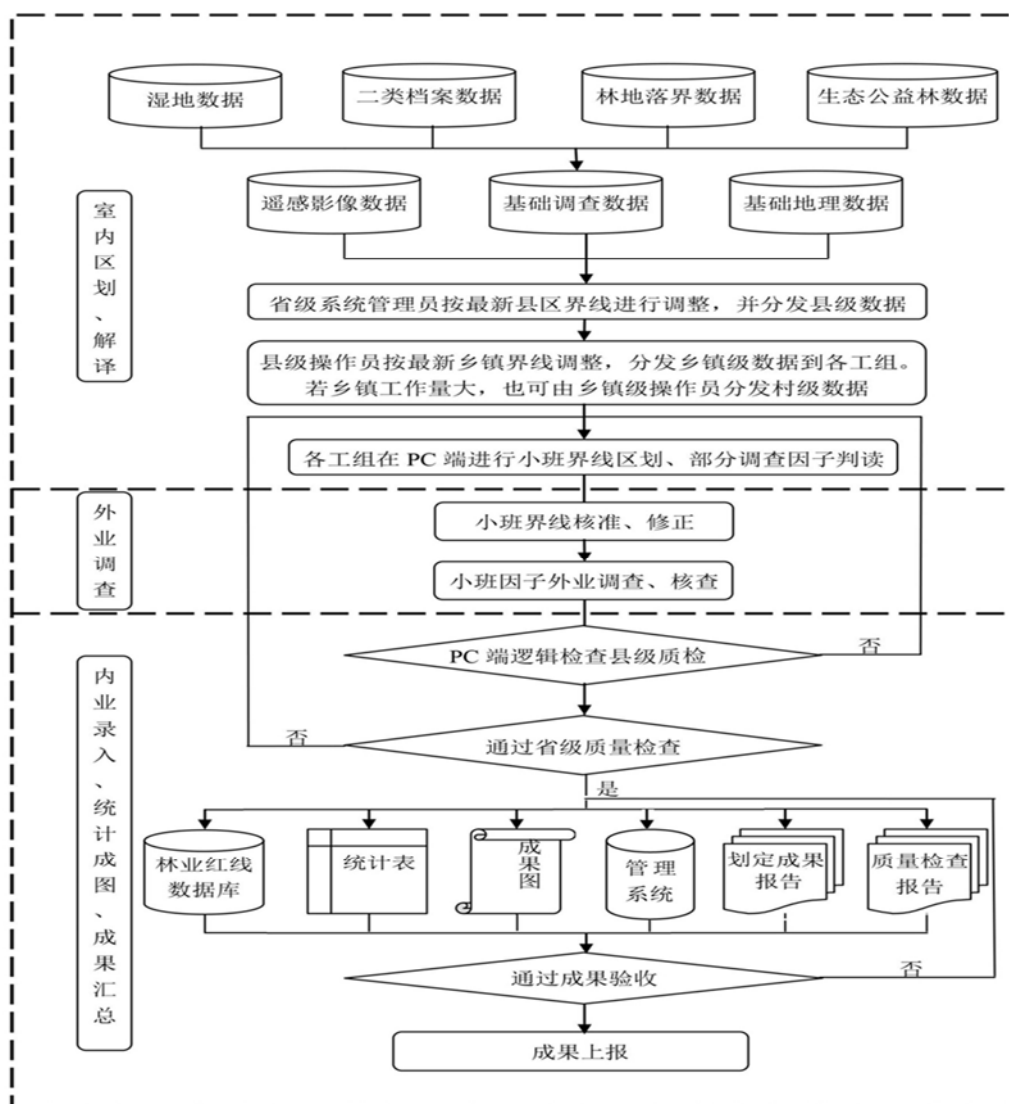 湿地数据
二类档案数据
林地落界数据
生态公益林数据
遥感影像数据
基础调查数据
基础地理数据
室内区划、解译
省级系统管理员按最新县区界线进行调整，并分发县级数据
县级操作员按最新乡镇界线调整，分发乡镇级数据到各工组。
若乡镇工作量大，也可由乡镇级操作员分发村级数据
各工组在 PC 端进行小班界线区划、部分调查因子判读
外业调查
小班界线核准、修正
小班因子外业调查、核查
内业录入、统计成图、成果汇总
PC 端逻辑检查县级质检
否
通过省级质量检查
否
是
林业红线
数据库
统计表
成果图
管理
系统
划定成果
报告
质量检查
报告
通过成果验收
否
成果上报